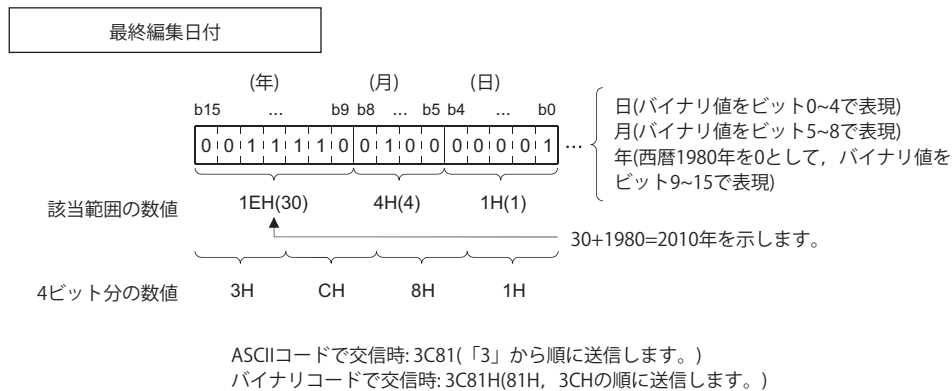 最終編集日付
(年) (月) (日)
b15 ... b9 b8 ... b5 b4 ... b0
0 0 1 1 1 1 0 0 1 0 0 0 0 0 0 1 ...
日(バイナリ値をビット0~4で表現)
月(バイナリ値をビット5~8で表現)
年(西暦1980年を0として，バイナリ値を
ビット9~15で表現)
該当範囲の数値 1EH(30) 4H(4) 1H(1)
30+1980=2010年を示します。
4ビット分の数値 3H CH 8H 1H
ASCIIコードで交信時: 3C81(「3」から順に送信します。)
バイナリコードで交信時: 3C81H(81H，3CHの順に送信します。)